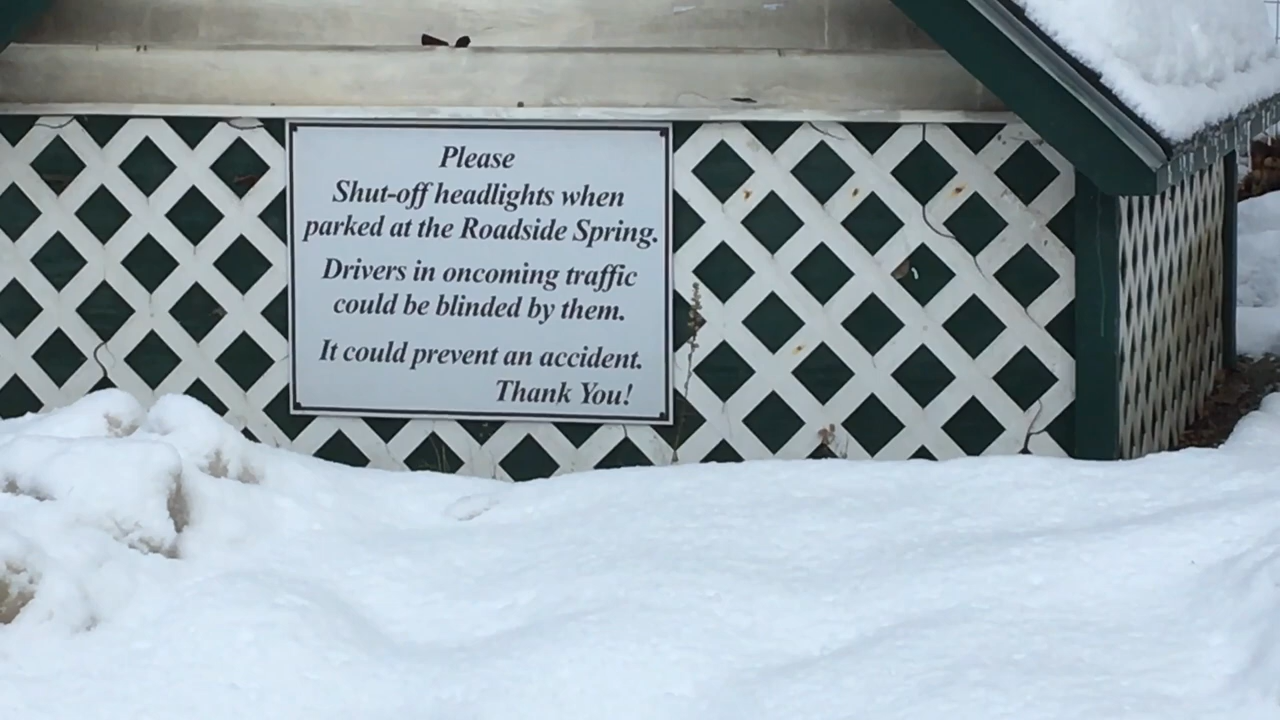 Please
Shut-off headlights when
parked at the Roadside Spring.
Drivers in oncoming traffic
could be blinded by them.
It could prevent an accident.
Thank You!